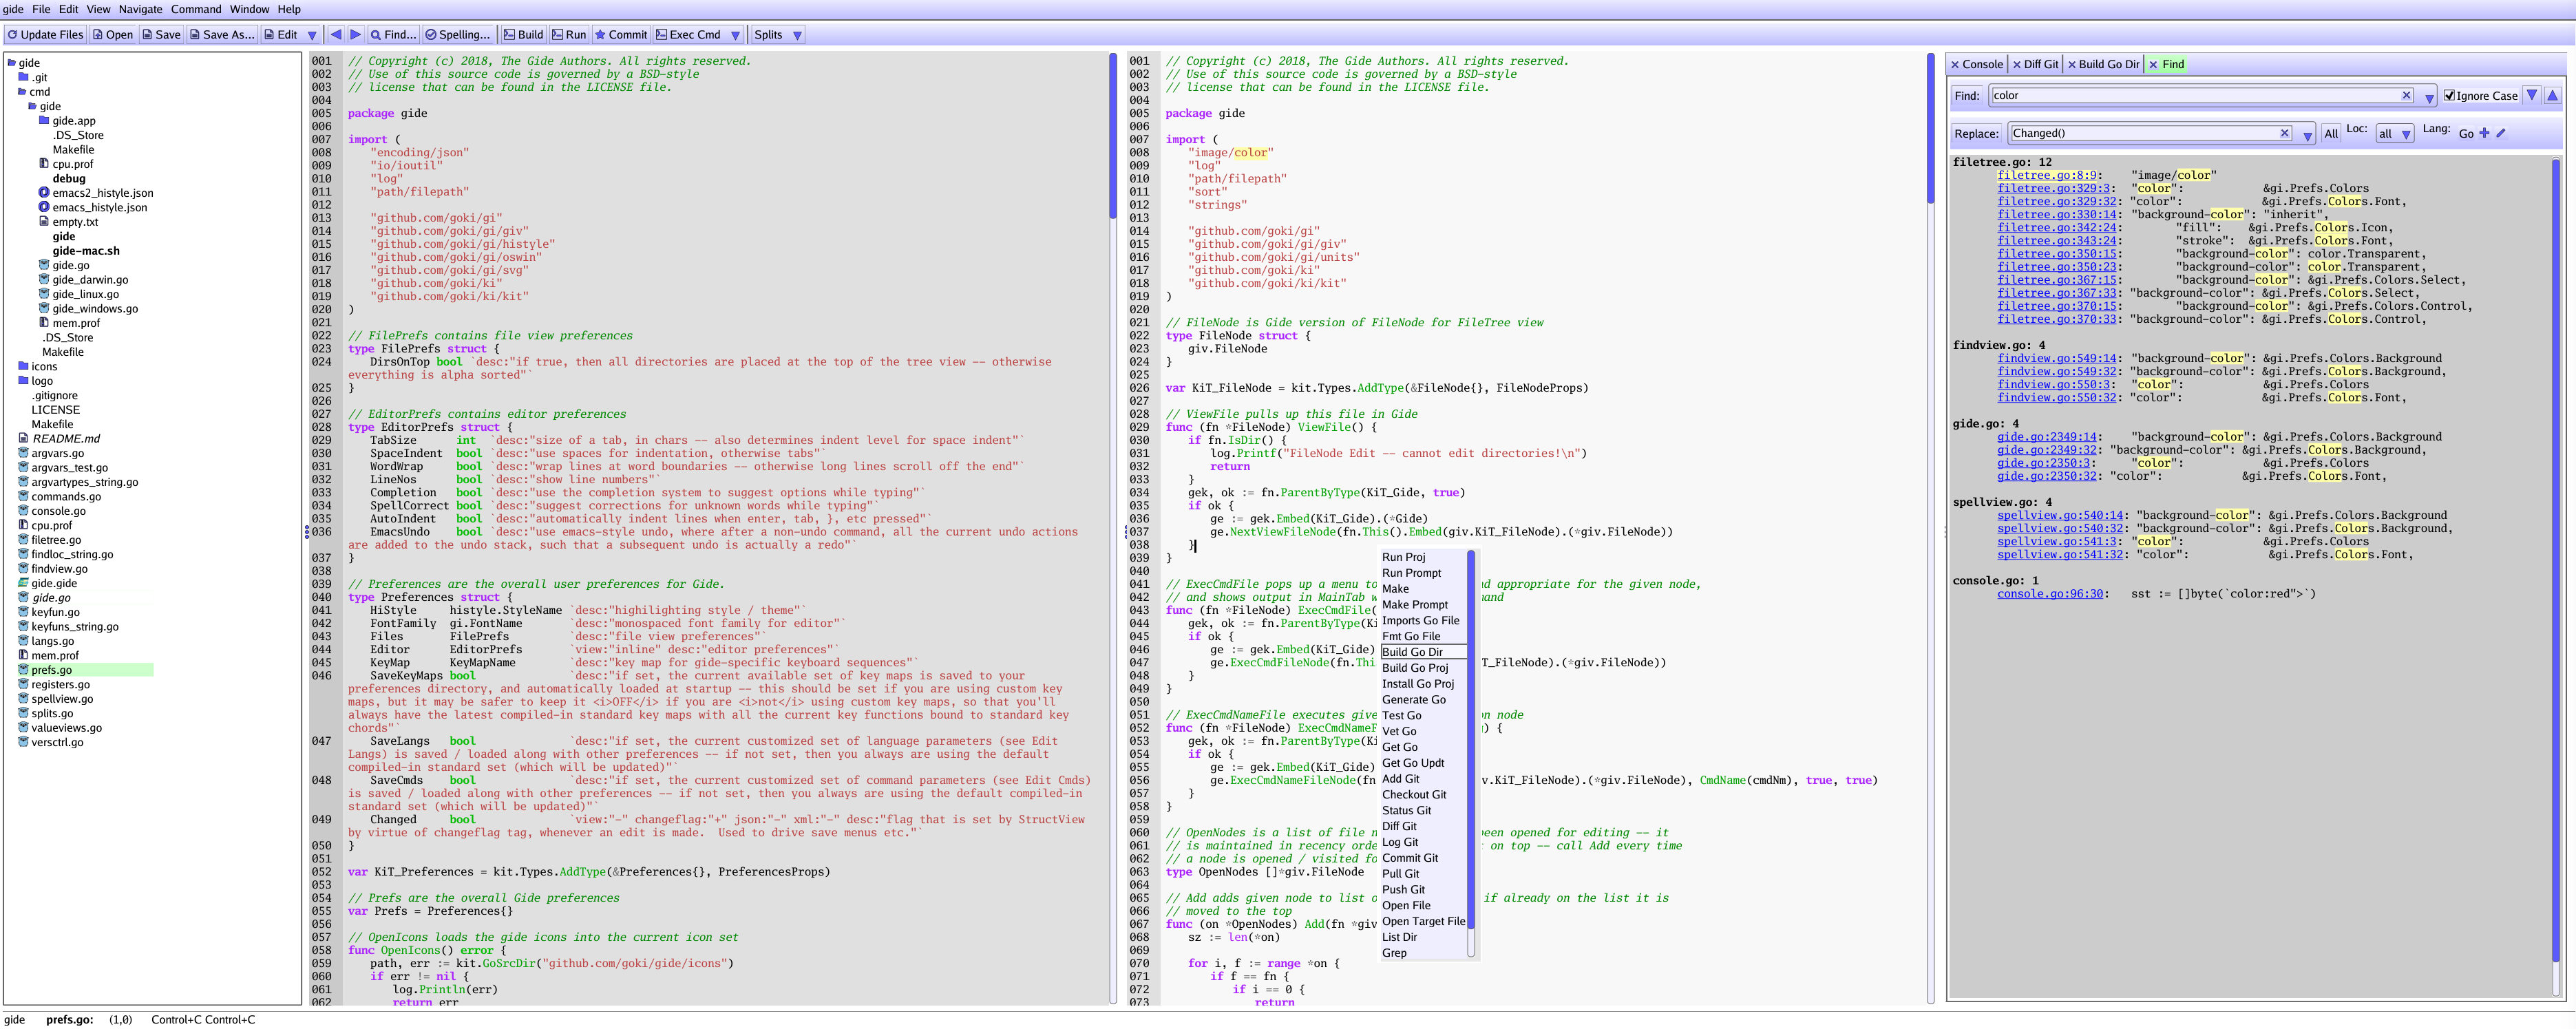 gide File Edit View Navigate Command Window Help
Update Files Open Save Save As... Edit Find... Spelling... Build Run Commit Exec Cmd Splits
gide
.git
cmd
gide
gide.app
.DS_Store
Makefile
cpu.prof
debug
emacs2_histyle.json
emacs_histyle.json
empty.txt
gide
gide-mac.sh
gide.go
gide_darwin.go
gide_linux.go
gide_windows.go
mem.prof
.DS_Store
Makefile
icons
logo
.gitignore
LICENSE
Makefile
README.md
argvars.go
argvars_test.go
argvartypes_string.go
commands.go
console.go
cpu.prof
filetree.go
findloc_string.go
findview.go
gide.gide
gide.go
keyfun.go
keyfuns_string.go
langs.go
mem.prof
prefs.go
registers.go
spellview.go
splits.go
valueviews.go
versctrl.go
001 // Copyright (c) 2018, The Gide Authors. All rights reserved.
002 // Use of this source code is governed by a BSD-style
003 // license that can be found in the LICENSE file.
004
005 package gide
006
007 import (
008 "encoding/json"
009 "io/ioutil"
010 "log"
011 "path/filepath"
012
013 "github.com/goki/gi"
014 "github.com/goki/gi/giv"
015 "github.com/goki/gi/histyle"
016 "github.com/goki/gi/oswin"
017 "github.com/goki/gi/svg"
018 "github.com/goki/ki"
019 "github.com/goki/ki/kit"
020 )
021
022 // FilePrefs contains file view preferences
023 type FilePrefs struct {
024 DirsOnTop bool `desc:"if true, then all directories are placed at the top of the tree view -- otherwise
everything is alpha sorted"`
025 }
026
027 // EditorPrefs contains editor preferences
028 type EditorPrefs struct {
029 TabSize int `desc:"size of a tab, in chars -- also determines indent level for space indent"`
030 SpaceIndent bool `desc:"use spaces for indentation, otherwise tabs"`
031 WordWrap bool `desc:"wrap lines at word boundaries -- otherwise long lines scroll off the end"`
032 LineNos bool `desc:"show line numbers"`
033 Completion bool `desc:"use the completion system to suggest options while typing"`
034 SpellCorrect bool `desc:"suggest corrections for unknown words while typing"`
035 AutoIndent bool `desc:"automatically indent lines when enter, tab, }, etc pressed"`
036 EmacsUndo bool `desc:"use emacs-style undo, where after a non-undo command, all the current undo actions
are added to the undo stack, such that a subsequent undo is actually a redo"`
037 }
038
039 // Preferences are the overall user preferences for Gide.
040 type Preferences struct {
041 HiStyle histyle.StyleName `desc:"highilighting style / theme"`
042 FontFamily gi.FontName `desc:"monospaced font family for editor"`
043 Files FilePrefs `desc:"file view preferences"`
044 Editor EditorPrefs `view:"inline" desc:"editor preferences"`
045 KeyMap KeyMapName `desc:"key map for gide-specific keyboard sequences"`
046 SaveKeyMaps bool `desc:"if set, the current available set of key maps is saved to your
preferences directory, and automatically loaded at startup -- this should be set if you are using custom key
maps, but it may be safer to keep it <i>OFF</i> if you are <i>not</i> using custom key maps, so that you'll
always have the latest compiled-in standard key maps with all the current key functions bound to standard key
chords"`
047 SaveLangs bool `desc:"if set, the current customized set of language parameters (see Edit
Langs) is saved / loaded along with other preferences -- if not set, then you always are using the default
compiled-in standard set (which will be updated)"`
048 SaveCmds bool `desc:"if set, the current customized set of command parameters (see Edit Cmds)
is saved / loaded along with other preferences -- if not set, then you always are using the default compiled-in
standard set (which will be updated)"`
049 Changed bool `view:"-" changeflag:"+" json:"-" xml:"-" desc:"flag that is set by StructView
by virtue of changeflag tag, whenever an edit is made.  Used to drive save menus etc."`
050 }
051
052 var KiT_Preferences = kit.Types.AddType(&Preferences{}, PreferencesProps)
053
054 // Prefs are the overall Gide preferences
055 var Prefs = Preferences{}
056
057 // OpenIcons loads the gide icons into the current icon set
058 func OpenIcons() error {
059 path, err := kit.GoSrcDir("github.com/goki/gide/icons")
060 if err != nil {
061 log.Println(err)
062 return err
001 // Copyright (c) 2018, The Gide Authors. All rights reserved.
002 // Use of this source code is governed by a BSD-style
003 // license that can be found in the LICENSE file.
004
005 package gide
006
007 import (
008 "image/color"
009 "log"
010 "path/filepath"
011 "sort"
012 "strings"
013
014 "github.com/goki/gi"
015 "github.com/goki/gi/giv"
016 "github.com/goki/gi/units"
017 "github.com/goki/ki"
018 "github.com/goki/ki/kit"
019 )
020
021 // FileNode is Gide version of FileNode for FileTree view
022 type FileNode struct {
023 giv.FileNode
024 }
025
026 var KiT_FileNode = kit.Types.AddType(&FileNode{}, FileNodeProps)
027
028 // ViewFile pulls up this file in Gide
029 func (fn *FileNode) ViewFile() {
030 if fn.IsDir() {
031 log.Printf("FileNode Edit -- cannot edit directories!\n")
032 return
033 }
034 gek, ok := fn.ParentByType(KiT_Gide, true)
035 if ok {
036 ge := gek.Embed(KiT_Gide).(*Gide)
037 ge.NextViewFileNode(fn.This().Embed(giv.KiT_FileNode).(*giv.FileNode))
038 }
039 }
040
041 // ExecCmdFile pops up a menu to nd appropriate for the given node,
042 // and shows output in MainTab w mand
043 func (fn *FileNode) ExecCmdFile(
044 gek, ok := fn.ParentByType(Ki
045 if ok {
046 ge := gek.Embed(KiT_Gide)
047 ge.ExecCmdFileNode(fn.Thi T_FileNode).(*giv.FileNode))
048 }
049 }
050
051 // ExecCmdNameFile executes give on node
052 func (fn *FileNode) ExecCmdNameF ) {
053 gek, ok := fn.ParentByType(Ki
054 if ok {
055 ge := gek.Embed(KiT_Gide)
056 ge.ExecCmdNameFileNode(fn v.KiT_FileNode).(*giv.FileNode), CmdName(cmdNm), true, true)
057 }
058 }
059
060 // OpenNodes is a list of file n een opened for editing -- it
061 // is maintained in recency orde on top -- call Add every time
062 // a node is opened / visited fo
063 type OpenNodes []*giv.FileNode
064
065 // Add adds given node to list o if already on the list it is
066 // moved to the top
067 func (on *OpenNodes) Add(fn *giv
068 sz := len(*on)
069
070 for i, f := range *on {
071 if f == fn {
072 if i == 0 {
073 return
Run Proj
Run Prompt
Make
Make Prompt
Imports Go File
Fmt Go File
Build Go Dir
Build Go Proj
Install Go Proj
Generate Go
Test Go
Vet Go
Get Go
Get Go Updt
Add Git
Checkout Git
Status Git
Diff Git
Log Git
Commit Git
Pull Git
Push Git
Open File
Open Target File
List Dir
Grep
Console Diff Git Build Go Dir Find
Find: color Ignore Case
Replace: Changed() All Loc: all Lang: Go
filetree.go: 12
filetree.go:8:9: "image/color"
filetree.go:329:3: "color": &gi.Prefs.Colors
filetree.go:329:32: "color": &gi.Prefs.Colors.Font,
filetree.go:330:14: "background-color": "inherit",
filetree.go:342:24: "fill": &gi.Prefs.Colors.Icon,
filetree.go:343:24: "stroke": &gi.Prefs.Colors.Font,
filetree.go:350:15: "background-color": color.Transparent,
filetree.go:350:23: "background-color": color.Transparent,
filetree.go:367:15: "background-color": &gi.Prefs.Colors.Select,
filetree.go:367:33: "background-color": &gi.Prefs.Colors.Select,
filetree.go:370:15: "background-color": &gi.Prefs.Colors.Control,
filetree.go:370:33: "background-color": &gi.Prefs.Colors.Control,
findview.go: 4
findview.go:549:14: "background-color": &gi.Prefs.Colors.Background
findview.go:549:32: "background-color": &gi.Prefs.Colors.Background,
findview.go:550:3: "color": &gi.Prefs.Colors
findview.go:550:32: "color": &gi.Prefs.Colors.Font,
gide.go: 4
gide.go:2349:14: "background-color": &gi.Prefs.Colors.Background
gide.go:2349:32: "background-color": &gi.Prefs.Colors.Background,
gide.go:2350:3: "color": &gi.Prefs.Colors
gide.go:2350:32: "color": &gi.Prefs.Colors.Font,
spellview.go: 4
spellview.go:540:14: "background-color": &gi.Prefs.Colors.Background
spellview.go:540:32: "background-color": &gi.Prefs.Colors.Background,
spellview.go:541:3: "color": &gi.Prefs.Colors
spellview.go:541:32: "color": &gi.Prefs.Colors.Font,
console.go: 1
console.go:96:30: sst := []byte(`color:red">`)
gide prefs.go: (1,0) Control+C Control+C